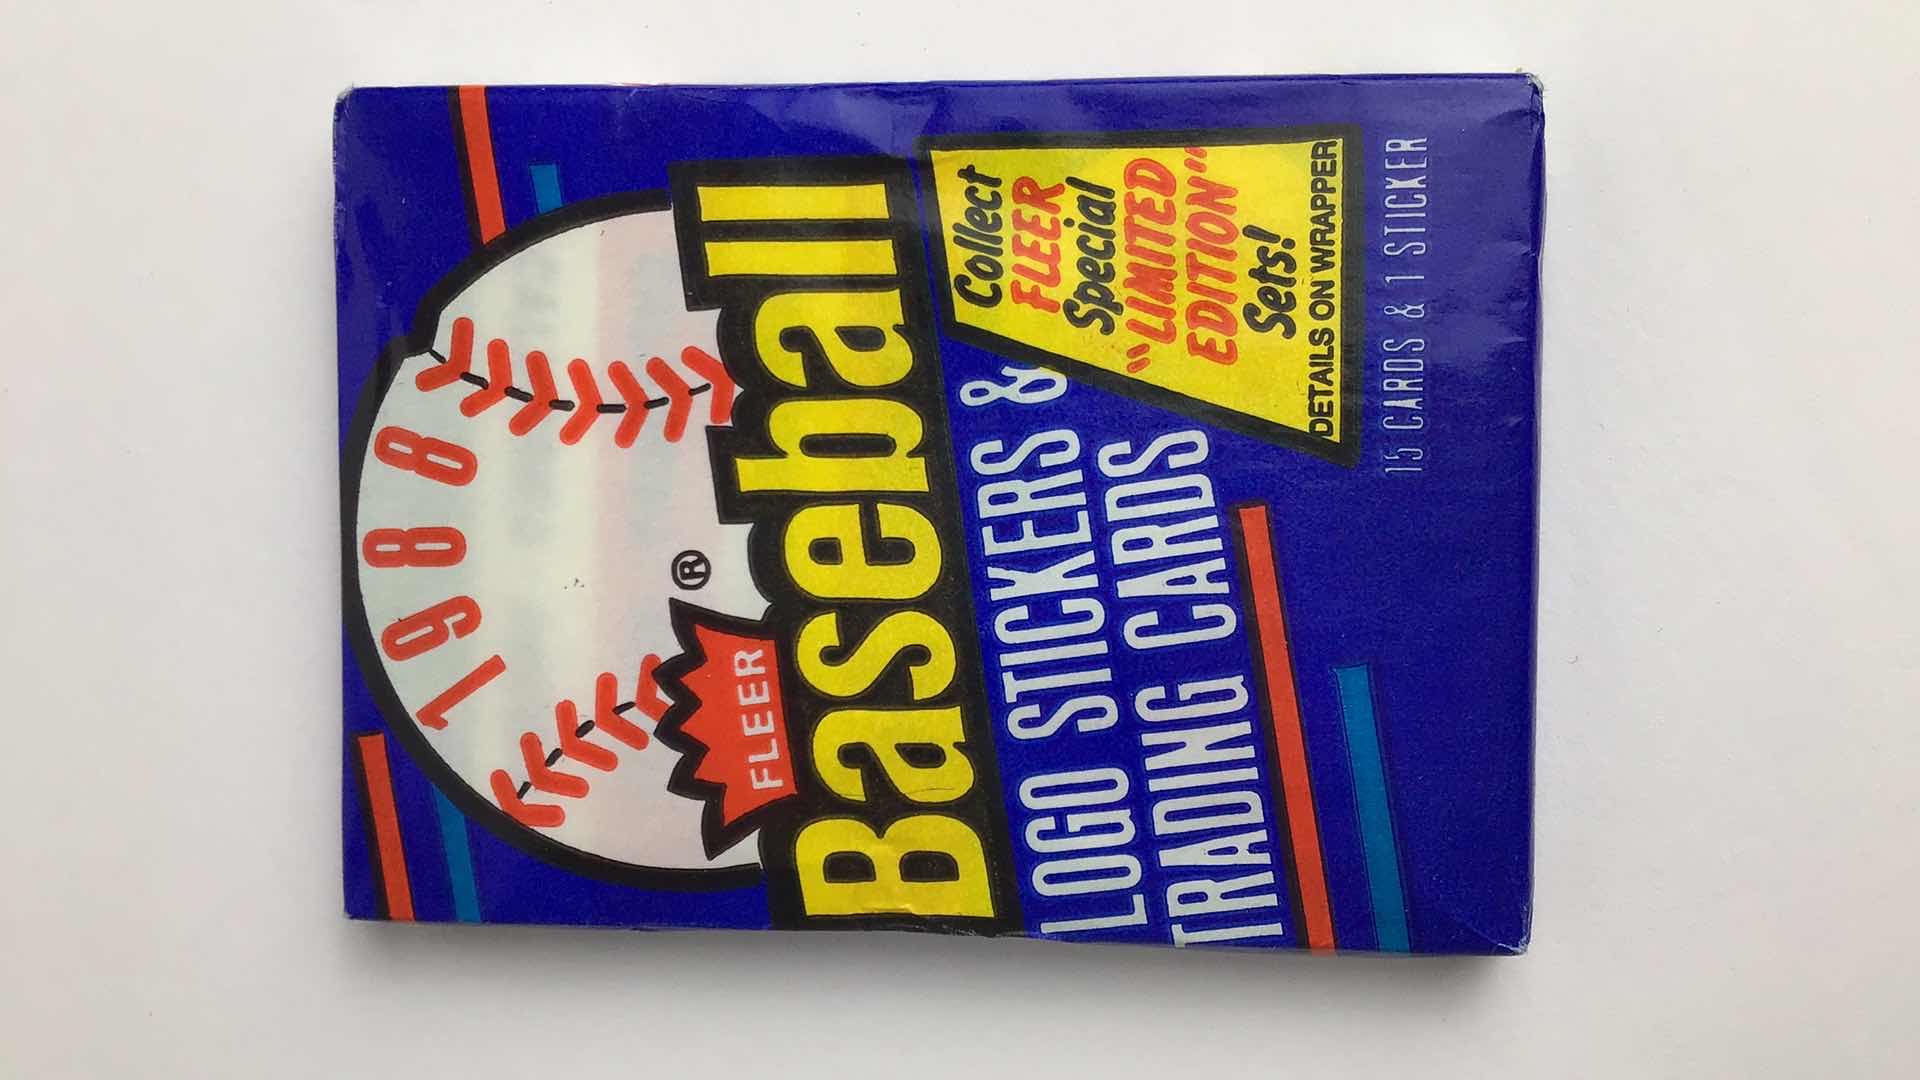 1988
®
FLEER
Baseball
LOGO STICKERS &
TRADING CARDS
Collect
FLEER
Special
"LIMITED
EDITION"
Sets!
DETAILS ON WRAPPER
15 CARDS & 1 STICKER